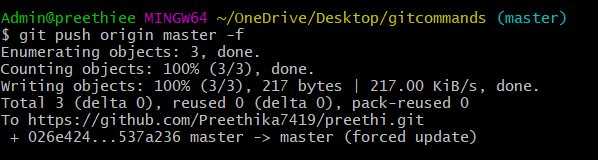 Admin@preethiee MINGW64 ~/OneDrive/Desktop/gitcommands (master)
$ git push origin master -f
Enumerating objects: 3, done.
Counting objects: 100% (3/3), done.
Writing objects: 100% (3/3), 217 bytes | 217.00 KiB/s, done.
Total 3 (delta 0), reused 0 (delta 0), pack-reused 0
To https://github.com/Preethika7419/preethi.git
 + 026e424...537a236 master -> master (forced update)